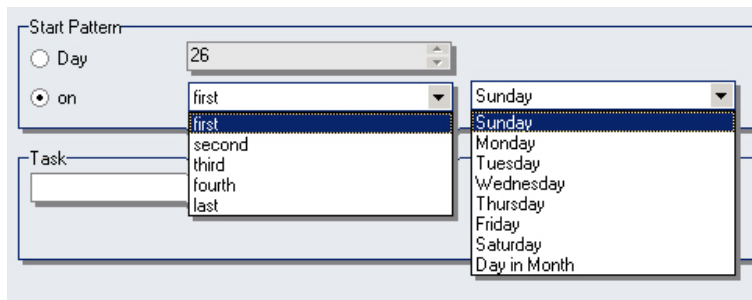 Start Pattern
Day 26
on first Sunday
first
second
third
fourth
last
Sunday
Monday
Tuesday
Wednesday
Thursday
Friday
Saturday
Day in Month
Task